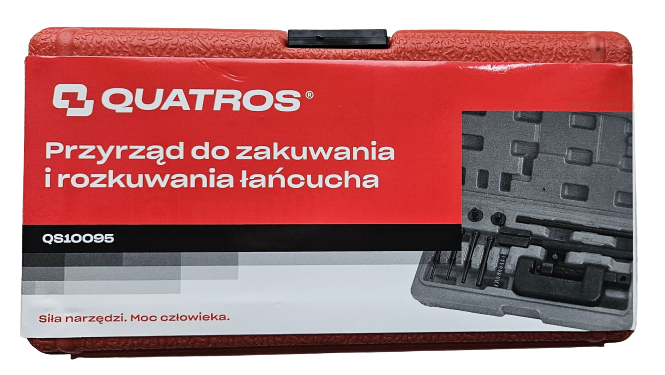 QUATROS®
Przyrząd do zakuwania
i rozkuwania łańcucha
QS10095
Siła narzędzi. Moc człowieka.